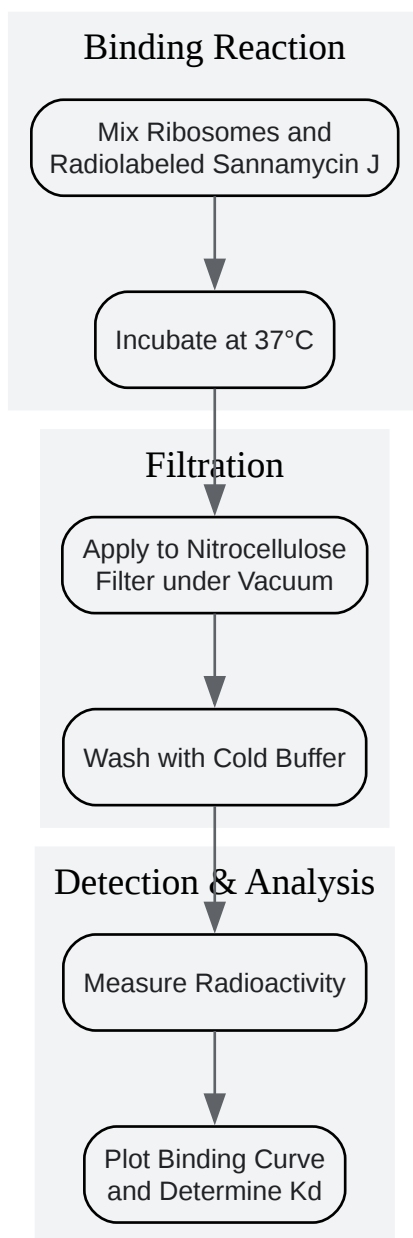 Binding Reaction
Mix Ribosomes and
Radiolabeled Sannamycin J
Incubate at 37°C
Filtration
Apply to Nitrocellulose
Filter under Vacuum
Wash with Cold Buffer
Detection & Analysis
Measure Radioactivity
Plot Binding Curve
and Determine Kd